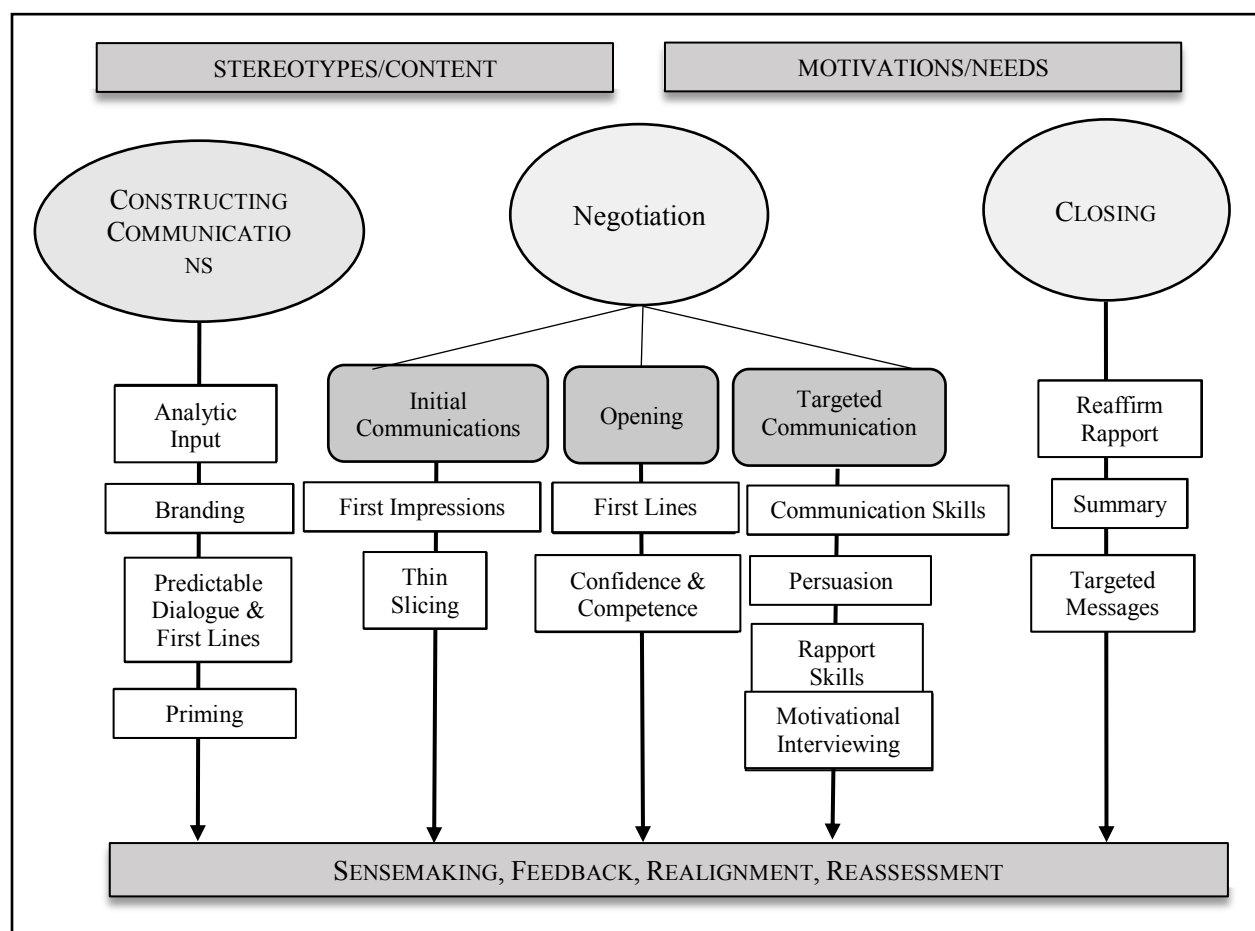 STEREOTYPES/CONTENT
MOTIVATIONS/NEEDS
CONSTRUCTING
COMMUNICATIO
NS
Negotiation
CLOSING
Analytic
Input
Branding
Predictable
Dialogue &
First Lines
Priming
Initial
Communications
First Impressions
Thin
Slicing
Opening
First Lines
Confidence &
Competence
Targeted
Communication
Communication Skills
Persuasion
Rapport
Skills
Motivational
Interviewing
Reaffirm
Rapport
Summary
Targeted
Messages
SENSEMAKING, FEEDBACK, REALIGNMENT, REASSESSMENT